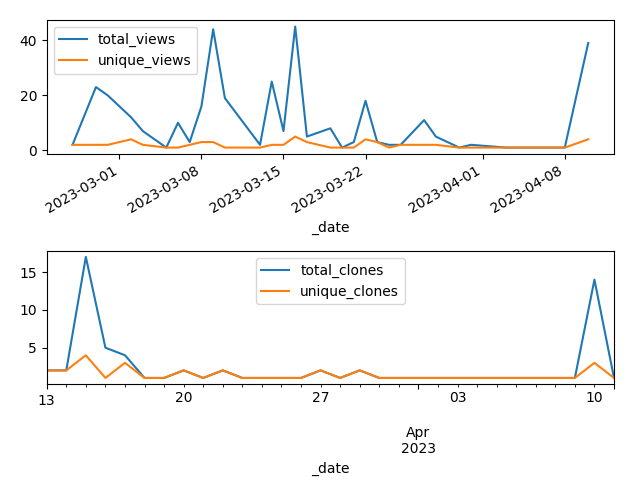 total_views
unique_views
40
20
0
2023-03-01
2023-03-08
2023-03-15
2023-03-22
2023-04-01
2023-04-08
_date
total_clones
unique_clones
15
10
5
13
20
27
03
10
Apr
2023
_date